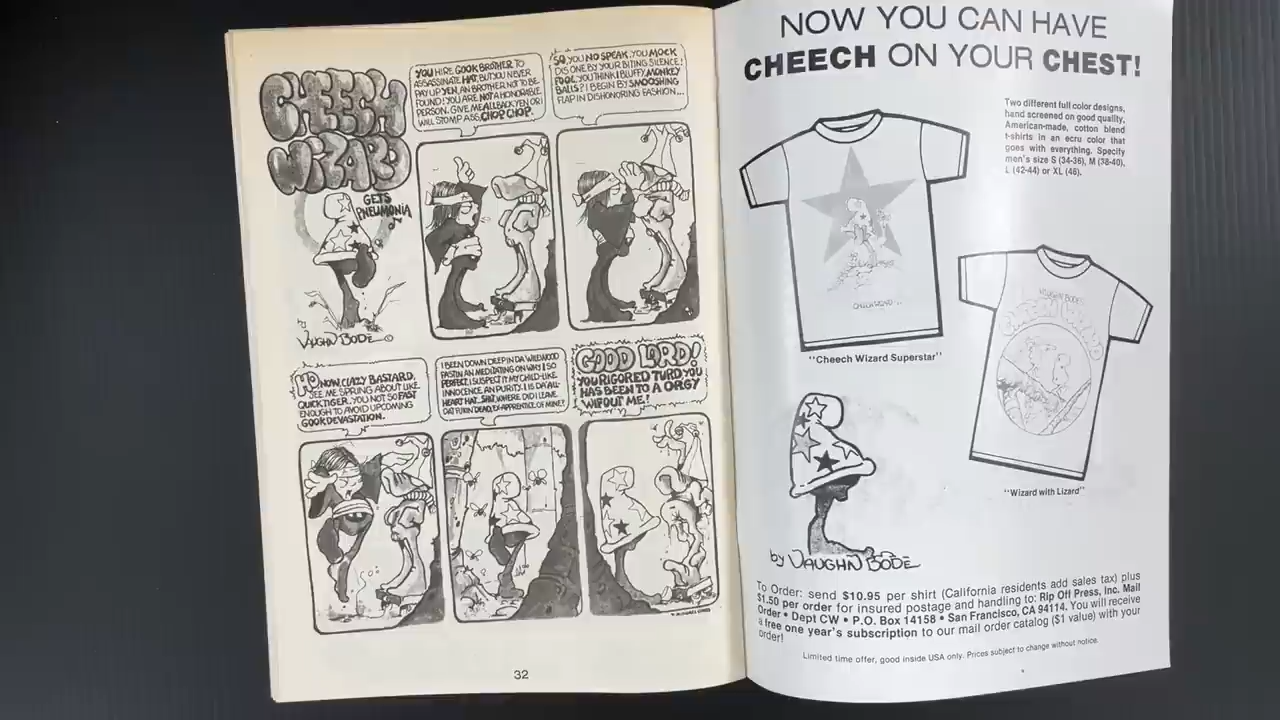 CHEECH
WIZARD
GETS
PNEUMONIA
by
VAUGHN BODE ©
YOU HIRE GOOK BROTHER TO
ASSASSINATE HAT, BUT YOU NEVER
PAY UP YEN, AN BROTHER NOT TO BE
FOUND! YOU ARE NOT A HONORABLE
PERSON. GIVE ME ALL BACK YEN OR I
WILL STOMP ASS, CHOP CHOP.
SO, YOU NO SPEAK. YOU MOCK
DIS ONE BY YOUR BITING SILENCE!
FOOL, YOU THINK I BLUFFY, MONKEY
BALLS? I BEGIN BY SMOOSHING
FLAP IN DISHONORING FASHION...
HO NOW, CLAZY BASTARD,
SEE ME SPRING ABOUT LIKE
QUICK TIGER. YOU NOT SO FAST
ENOUGH TO AVOID UPCOMING
GOOK DEVASTATION.
I BEEN DOWN DEEP IN DA WILDWOOD
FASTIN AN MEDITATING ON WHY I SO
PERFECT. I SUSPECT IT MY CHILD-LIKE
INNOCENCE AN PURITY. I IS DA 'ALL-
HEART HAT. SHIT, WHERE DID I LEAVE
DAT FUKIN DEAD, EX-APPRENTICE OF MINE?
GOOD LORD!
YOU RIGORED TURD, YOU
HAS BEEN TO A ORGY
WIFOUT ME!
32
NOW YOU CAN HAVE
CHEECH ON YOUR CHEST!
Two different full color designs,
hand screened on good quality,
American-made, cotton blend
t-shirts in an ecru color that
goes with everything. Specify
men's size S (34-36), M (38-40),
L (42-44) or XL (46).
"Cheech Wizard Superstar"
VAUGHN BODE'S
CHEECH WIZARD
"Wizard with Lizard"
by VAUGHN BODE
To Order: send $10.95 per shirt (California residents add sales tax) plus
$1.50 per order for insured postage and handling to: Rip Off Press, Inc. Mail
Order • Dept CW • P.O. Box 14158 • San Francisco, CA 94114. You will receive
a free one year's subscription to our mail order catalog ($1 value) with your
order!
Limited time offer, good inside USA only. Prices subject to change without notice.